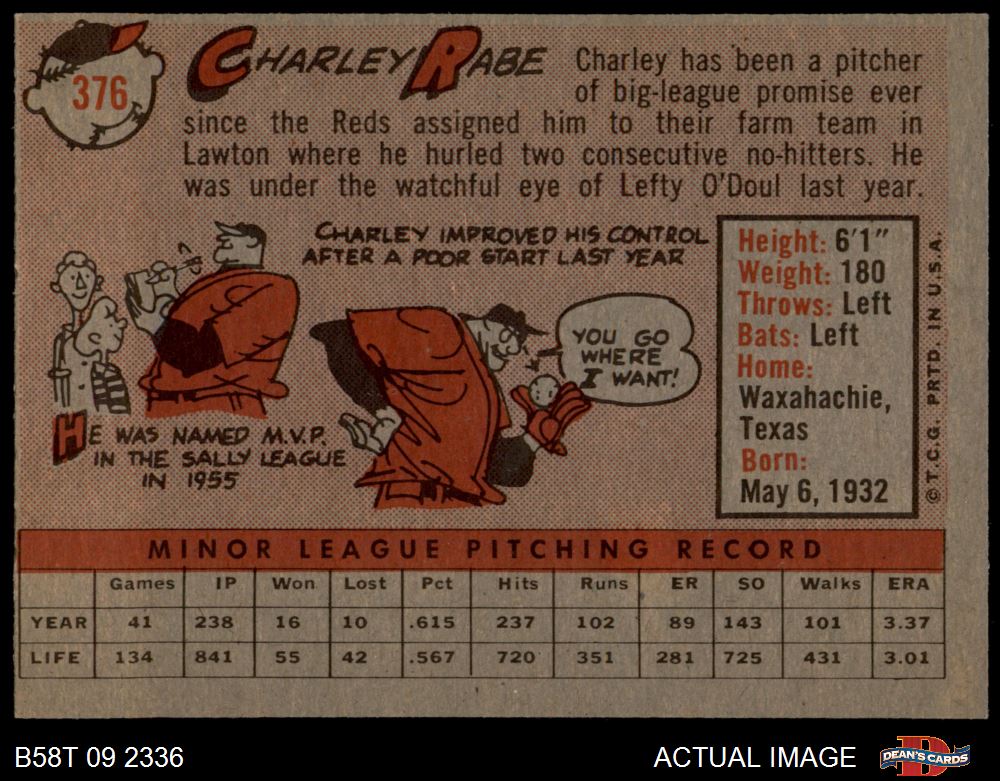 376
CHARLEY RABE
Charley has been a pitcher
of big-league promise ever
since the Reds assigned him to their farm team in
Lawton where he hurled two consecutive no-hitters. He
was under the watchful eye of Lefty O'Doul last year.
CHARLEY IMPROVED HIS CONTROL
AFTER A POOR START LAST YEAR
YOU GO
WHERE
I WANT!
HE WAS NAMED M.V.P.
IN THE SALLY LEAGUE
IN 1955
Height: 6'1"
Weight: 180
Throws: Left
Bats: Left
Home:
Waxahachie,
Texas
Born:
May 6, 1932
© T.C.G. PRTD. IN U.S.A.
MINOR LEAGUE PITCHING RECORD
Games IP Won Lost Pct Hits Runs ER SO Walks ERA
YEAR 41 238 16 10 .615 237 102 89 143 101 3.37
LIFE 134 841 55 42 .567 720 351 281 725 431 3.01
B58T 09 2336 ACTUAL IMAGE DEAN'S CARDS